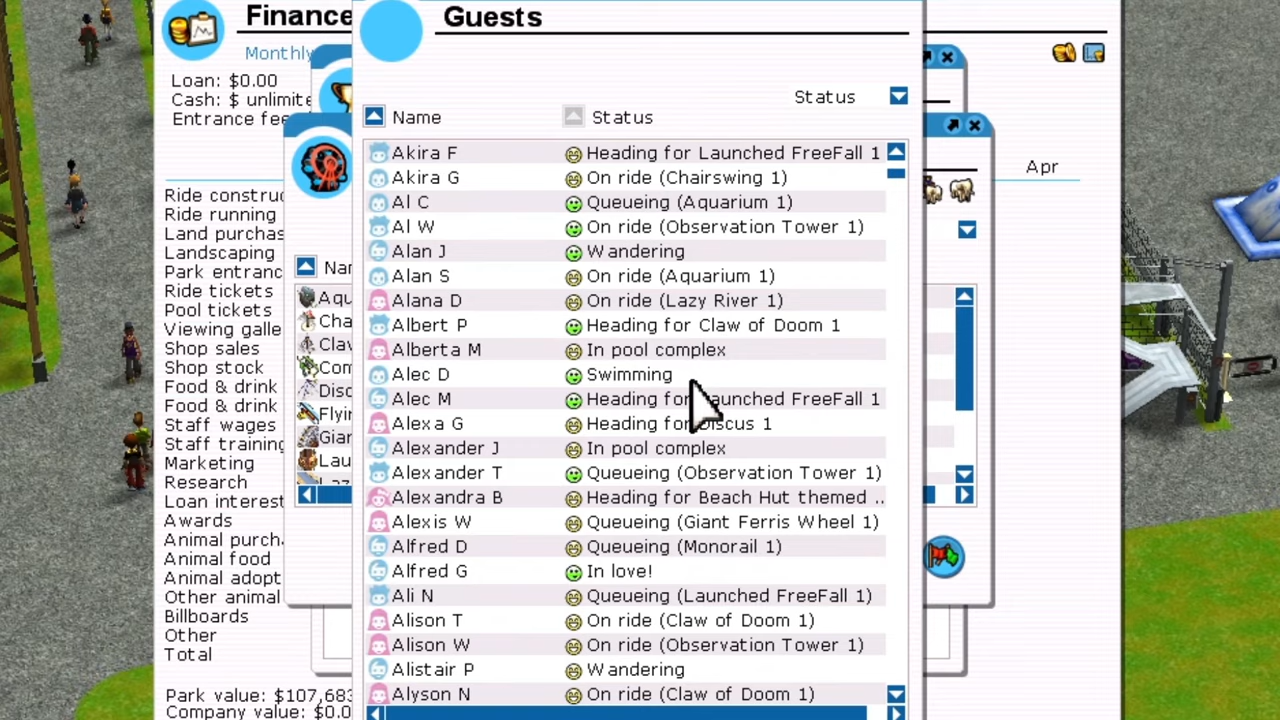 Finance
Guests
Monthly
Loan: $0.00
Cash: $ unlimite
Entrance fee
Status
Name
Status
Apr
Ride constru
Ride running
Land purchas
Landscaping
Park entranc
Ride tickets
Pool tickets
Viewing galle
Shop sales
Shop stock
Food & drink
Food & drink
Staff wages
Staff training
Marketing
Research
Loan interest
Awards
Animal purch
Animal food
Animal adopt
Other animal
Billboards
Other
Total
Park value: $107,683
Company value: $0.0
Nam
Aqu
Cha
Clav
Com
Disc
Flyin
Gian
Lau
Laz
Akira F Heading for Launched FreeFall 1
Akira G On ride (Chairswing 1)
Al C Queueing (Aquarium 1)
Al W On ride (Observation Tower 1)
Alan J Wandering
Alan S On ride (Aquarium 1)
Alana D On ride (Lazy River 1)
Albert P Heading for Claw of Doom 1
Alberta M In pool complex
Alec D Swimming
Alec M Heading for Launched FreeFall 1
Alexa G Heading for Discus 1
Alexander J In pool complex
Alexander T Queueing (Observation Tower 1)
Alexandra B Heading for Beach Hut themed ..
Alexis W Queueing (Giant Ferris Wheel 1)
Alfred D Queueing (Monorail 1)
Alfred G In love!
Ali N Queueing (Launched FreeFall 1)
Alison T On ride (Claw of Doom 1)
Alison W On ride (Observation Tower 1)
Alistair P Wandering
Alyson N On ride (Claw of Doom 1)